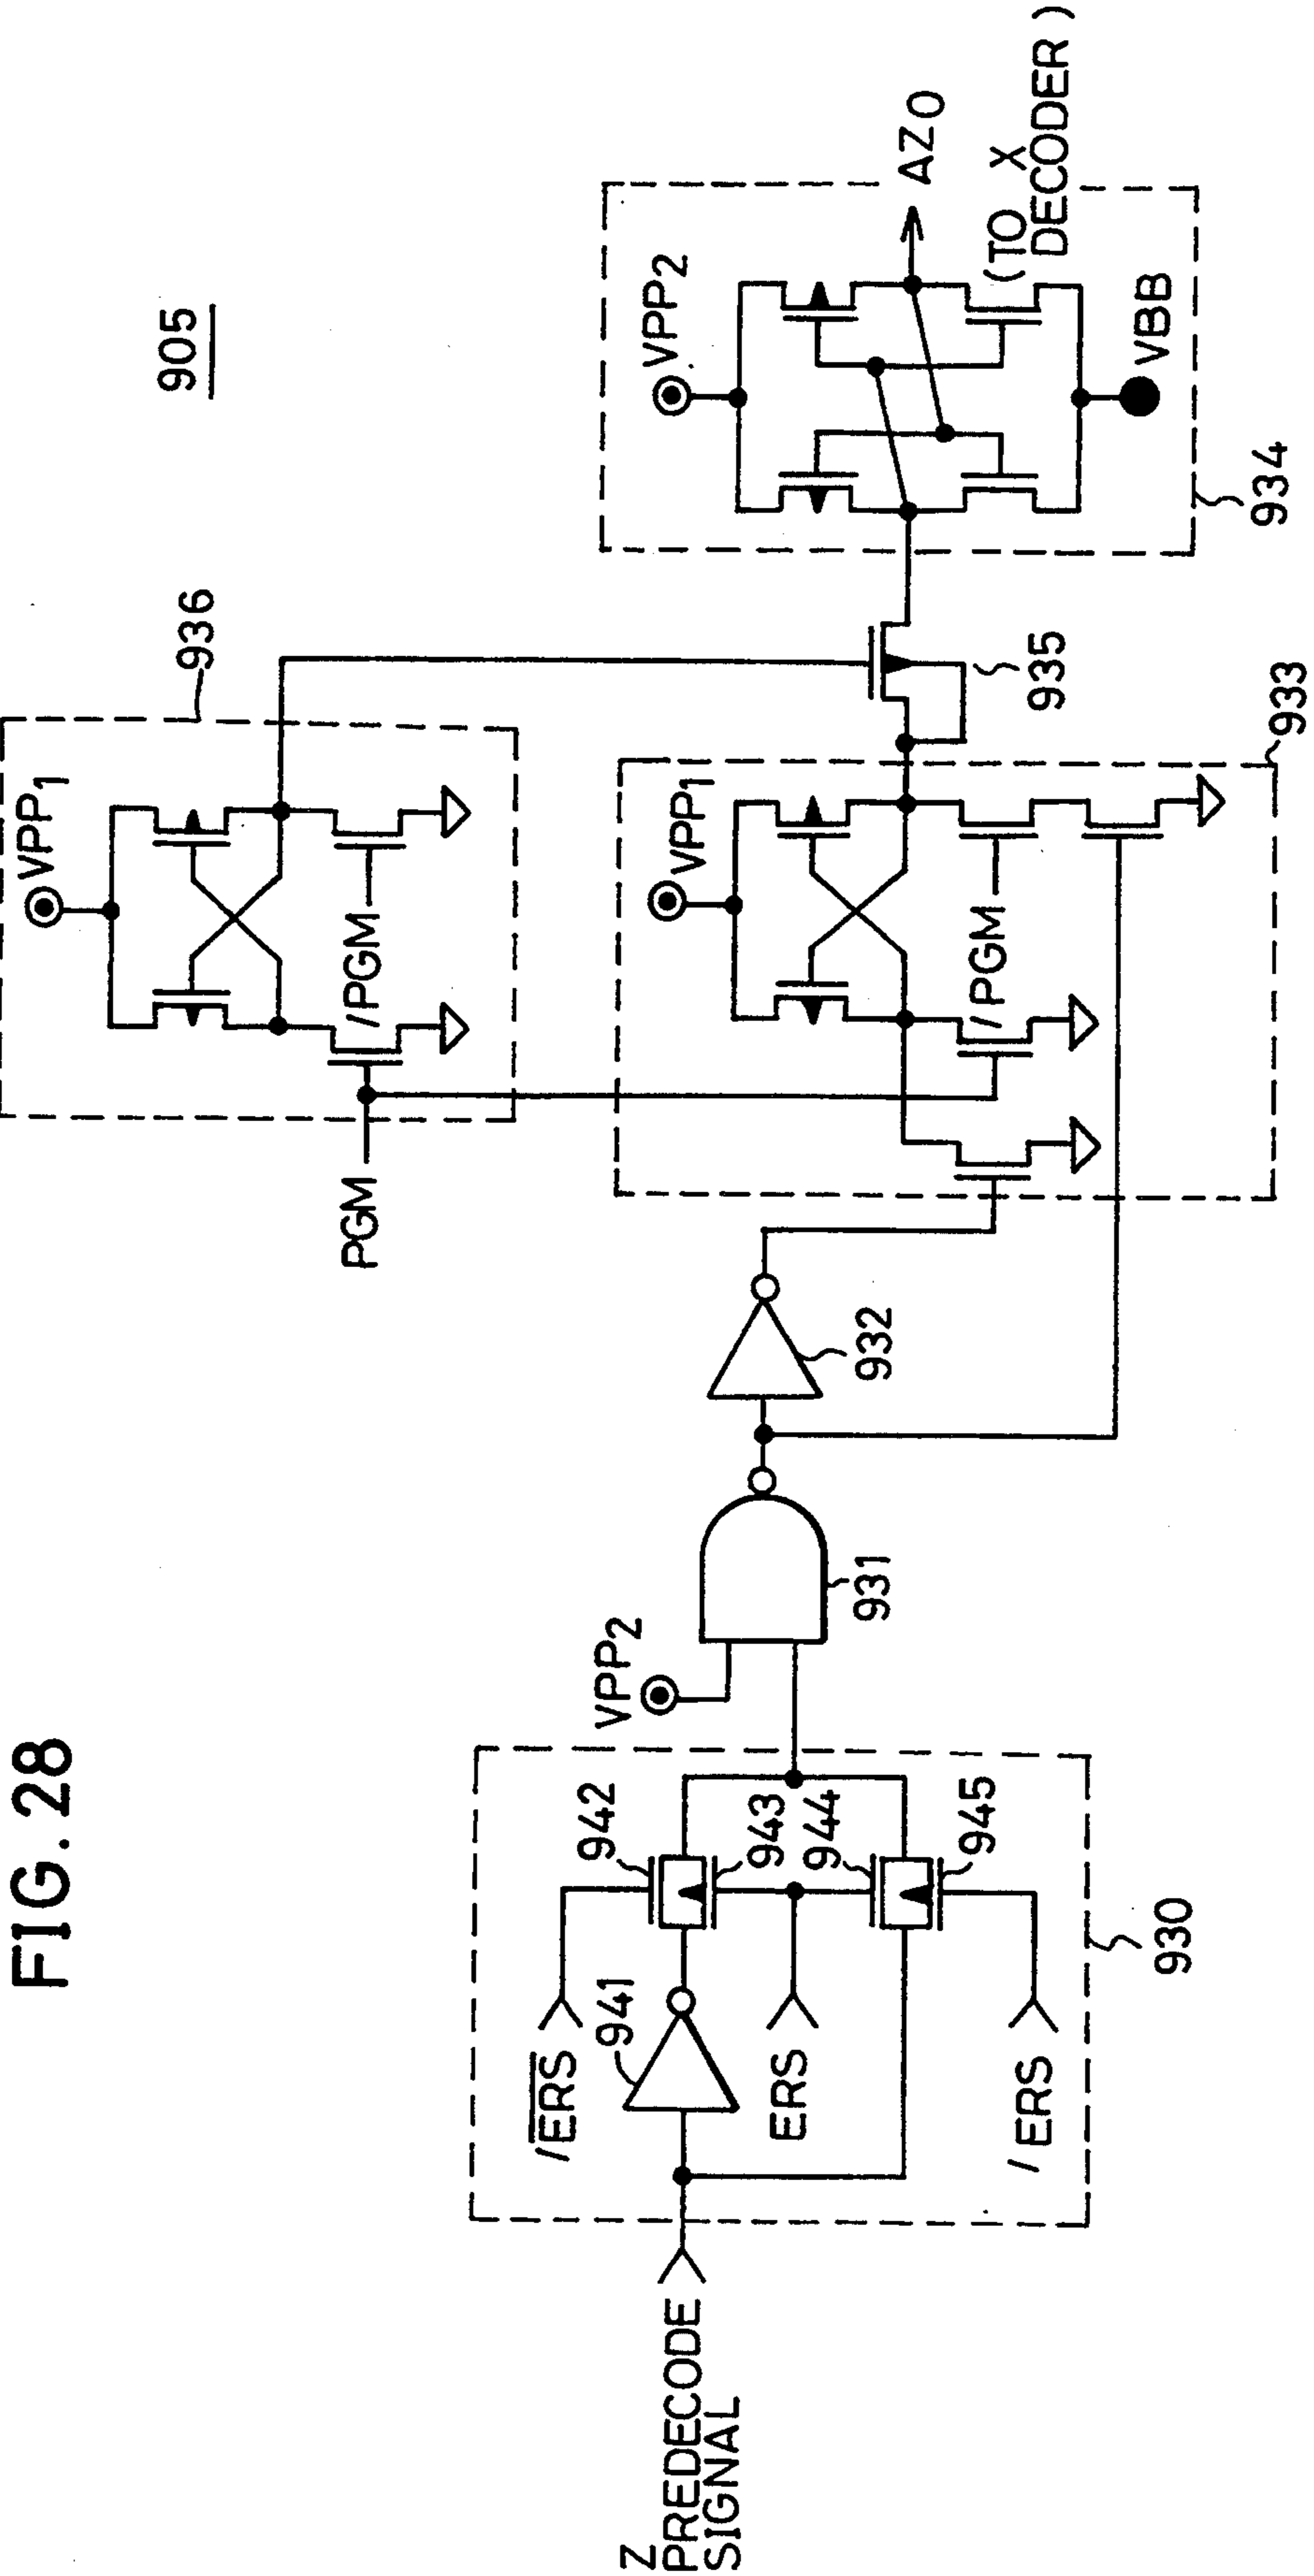 FIG. 28
905
Z
PREDECODE
SIGNAL
/E̅R̅S̅
941
ERS
/ERS
942
943
944
945
930
VPP2
931
932
PGM
VPP1
/PGM
936
VPP1
/PGM
933
935
VPP2
VBB
934
AZ0
(TO X
DECODER)